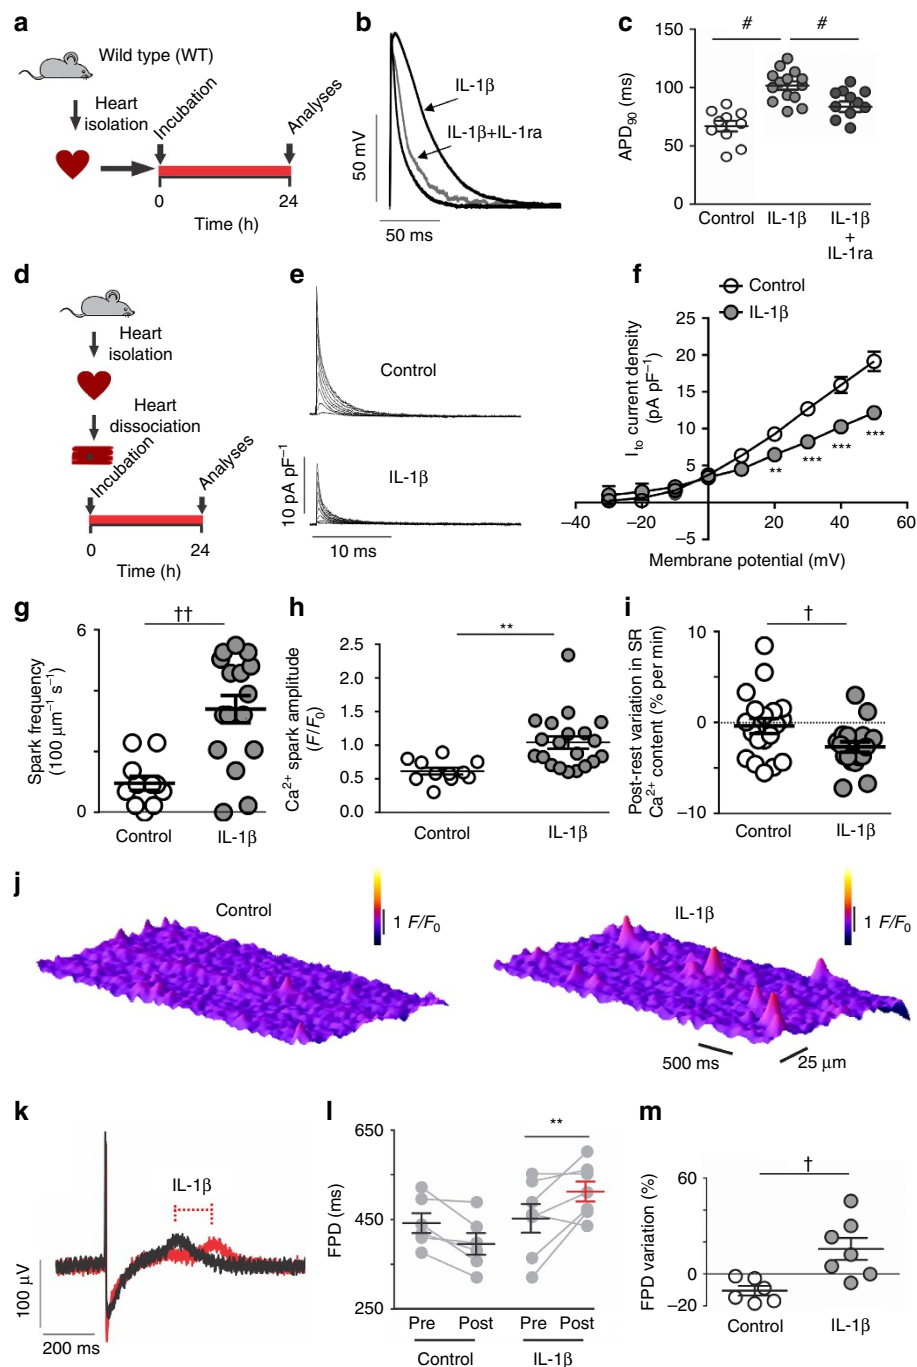 a
Wild type (WT)
Heart
isolation
Incubation
Analyses
0
24
Time (h)
b
IL-1β
IL-1β+IL-1ra
50 mV
50 ms
c
#
#
APD90 (ms)
150
100
50
0
Control
IL-1β
IL-1β
+
IL-1ra
d
Heart
isolation
Heart
dissociation
Incubation
Analyses
0
24
Time (h)
e
Control
IL-1β
10 pA pF−1
10 ms
f
Control
IL-1β
Ito current density
(pA pF−1)
25
20
15
10
5
−5
**
***
***
***
−40
−20
20
40
60
Membrane potential (mV)
g
††
Spark frequency
(100 μm−1 s−1)
6
0
Control
IL-1β
h
**
Ca2+ spark amplitude
(F/F0)
2.5
2.0
1.5
1.0
0.5
0.0
Control
IL-1β
i
†
Post-rest variation in SR
Ca2+ content (% per min)
10
0
−10
Control
IL-1β
j
Control
1 F/F0
IL-1β
1 F/F0
500 ms
25 μm
k
IL-1β
100 μV
200 ms
l
**
FPD (ms)
650
450
250
Pre
Post
Pre
Post
Control
IL-1β
m
†
FPD variation (%)
60
0
−20
Control
IL-1β